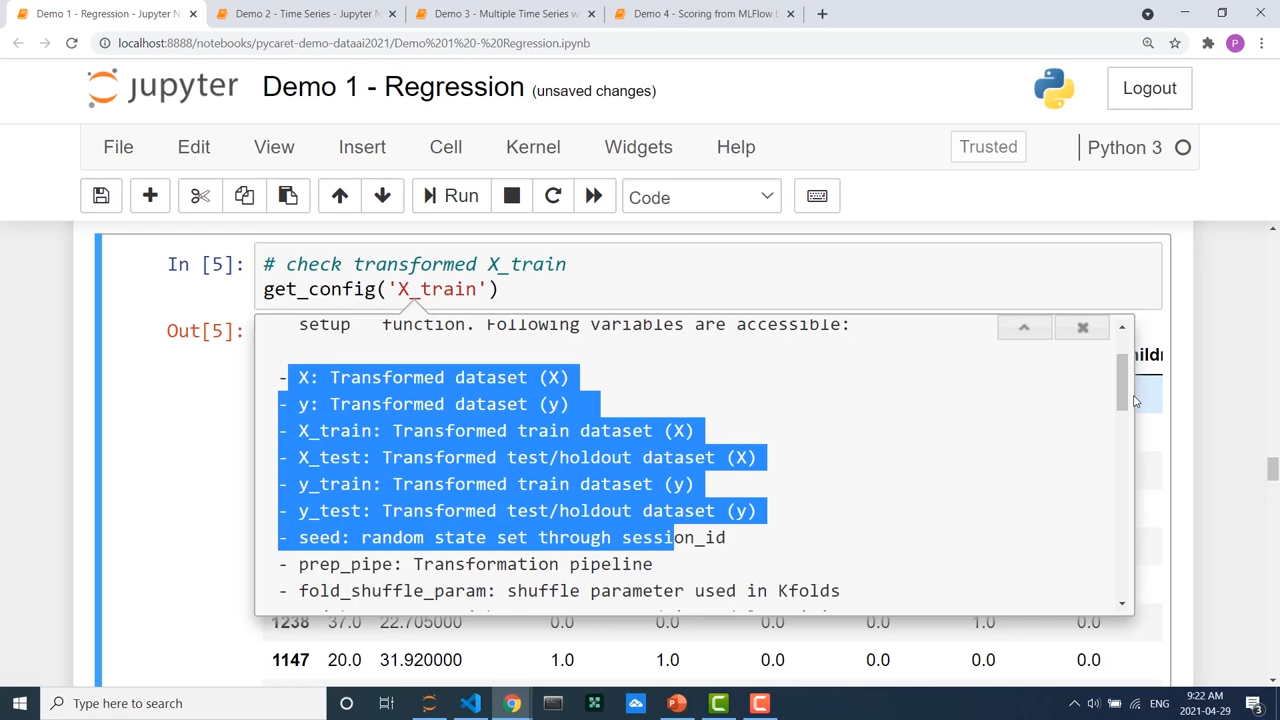 Demo 1 - Regression - Jupyter N
Demo 2 - Time Series - Jupyter N
Demo 3 - Multiple Time Series w
Demo 4 - Scoring from MLFlow
localhost:8888/notebooks/pycaret-demo-dataai2021/Demo%201%20-%20Regression.ipynb
P
jupyter Demo 1 - Regression (unsaved changes)
Logout
File Edit View Insert Cell Kernel Widgets Help
Trusted
Python 3
Run
Code
In [5]:
# check transformed X_train
get_config('X_train')
Out[5]:
setup function. Following variables are accessible:
- X: Transformed dataset (X)
- y: Transformed dataset (y)
- X_train: Transformed train dataset (X)
- X_test: Transformed test/holdout dataset (X)
- y_train: Transformed train dataset (y)
- y_test: Transformed test/holdout dataset (y)
- seed: random state set through session_id
- prep_pipe: Transformation pipeline
- fold_shuffle_param: shuffle parameter used in Kfolds
1238 37.0 22.705000 0.0 0.0 0.0 0.0 1.0 0.0
1147 20.0 31.920000 1.0 1.0 0.0 0.0 0.0 0.0
Type here to search
ENG
9:22 AM
2021-04-29
3